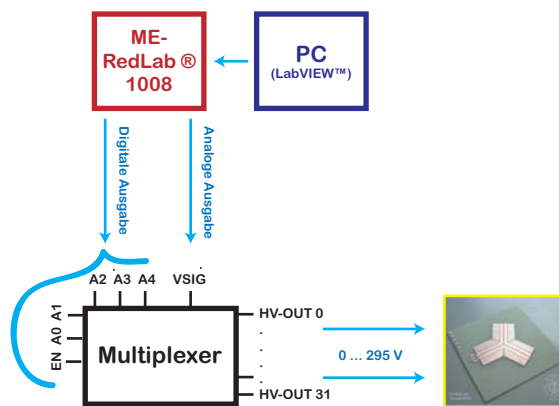 ME-
RedLab ®
1008
PC
(LabVIEW™)
Digitale Ausgabe
Analoge Ausgabe
A2 A3 A4 VSIG
A1
A0
EN
Multiplexer
HV-OUT 0
0 ... 295 V
HV-OUT 31